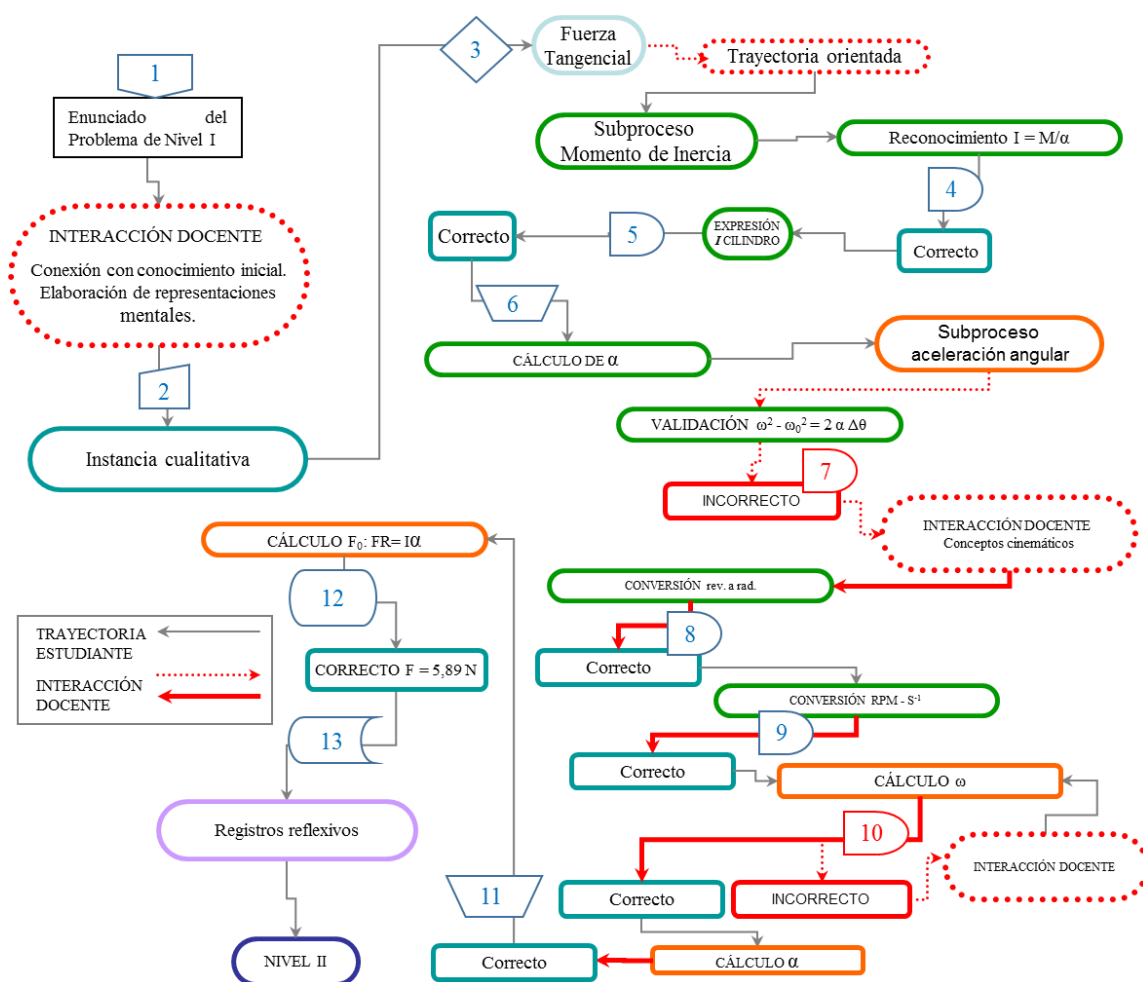 1
Enunciado del
Problema de Nivel I
INTERACCIÓN DOCENTE
Conexión con conocimiento inicial.
Elaboración de representaciones
mentales.
2
Instancia cualitativa
3
Fuerza
Tangencial
Trayectoria orientada
Subproceso
Momento de Inercia
Reconocimiento I = M/α
4
Correcto
EXPRESIÓN
I CILINDRO
5
Correcto
6
CÁLCULO DE α
Subproceso
aceleración angular
VALIDACIÓN ω² - ω₀² = 2 α Δθ
7
INCORRECTO
INTERACCIÓN DOCENTE
Conceptos cinemáticos
CONVERSIÓN rev. a rad.
8
Correcto
CONVERSIÓN RPM - S⁻¹
9
Correcto
CÁLCULO ω
10
INTERACCIÓN DOCENTE
Correcto
INCORRECTO
CÁLCULO α
Correcto
11
CÁLCULO F₀: FR= Iα
12
CORRECTO F = 5,89 N
13
Registros reflexivos
NIVEL II
TRAYECTORIA
ESTUDIANTE
INTERACCIÓN
DOCENTE